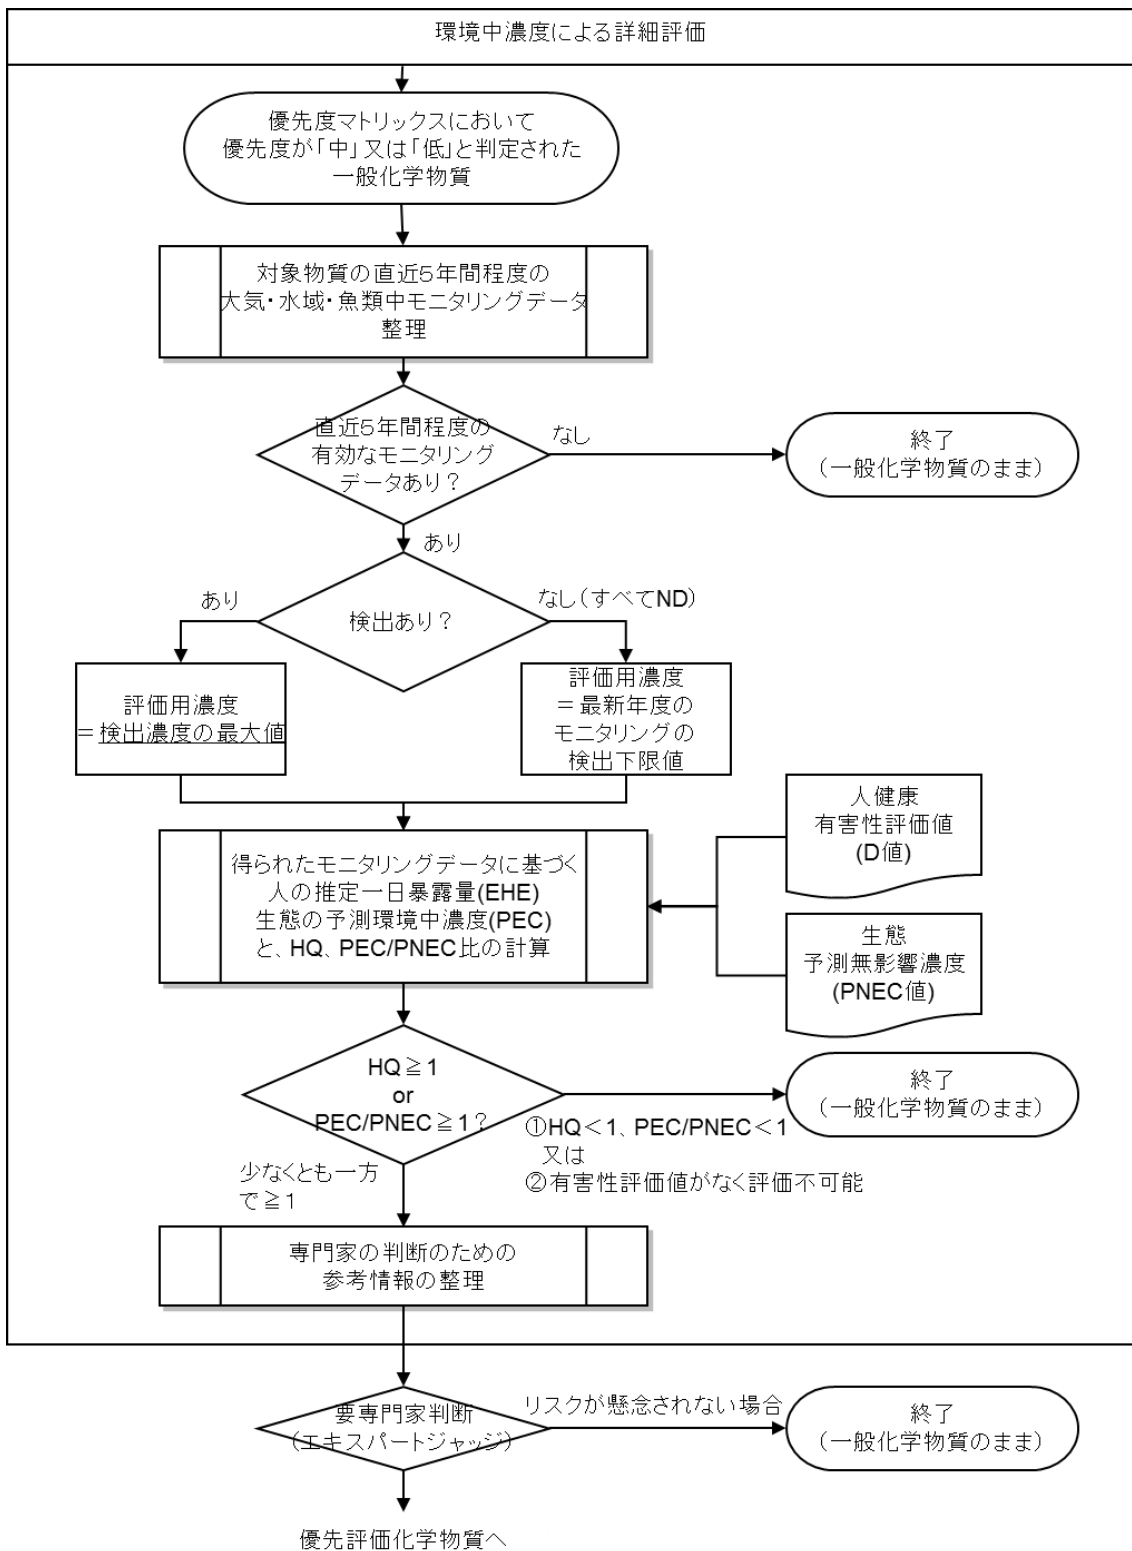 環境中濃度による詳細評価
優先度マトリックスにおいて
優先度が「中」又は「低」と判定された
一般化学物質
対象物質の直近5年間程度の
大気・水域・魚類中モニタリングデータ
整理
直近5年間程度の
有効なモニタリング
データあり？
なし
終了
（一般化学物質のまま）
あり
検出あり？
あり
なし（すべてND）
評価用濃度
＝検出濃度の最大値
評価用濃度
＝最新年度の
モニタリングの
検出下限値
人健康
有害性評価値
(D値)
得られたモニタリングデータに基づく
人の推定一日暴露量(EHE)
生態の予測環境中濃度(PEC)
と、HQ、PEC/PNEC比の計算
生態
予測無影響濃度
(PNEC値)
HQ≧1
or
PEC/PNEC≧1？
終了
（一般化学物質のまま）
①HQ＜1、PEC/PNEC＜1
又は
②有害性評価値がなく評価不可能
少なくとも一方
で≧1
専門家の判断のための
参考情報の整理
要専門家判断
（エキスパートジャッジ）
リスクが懸念されない場合
終了
（一般化学物質のまま）
優先評価化学物質へ